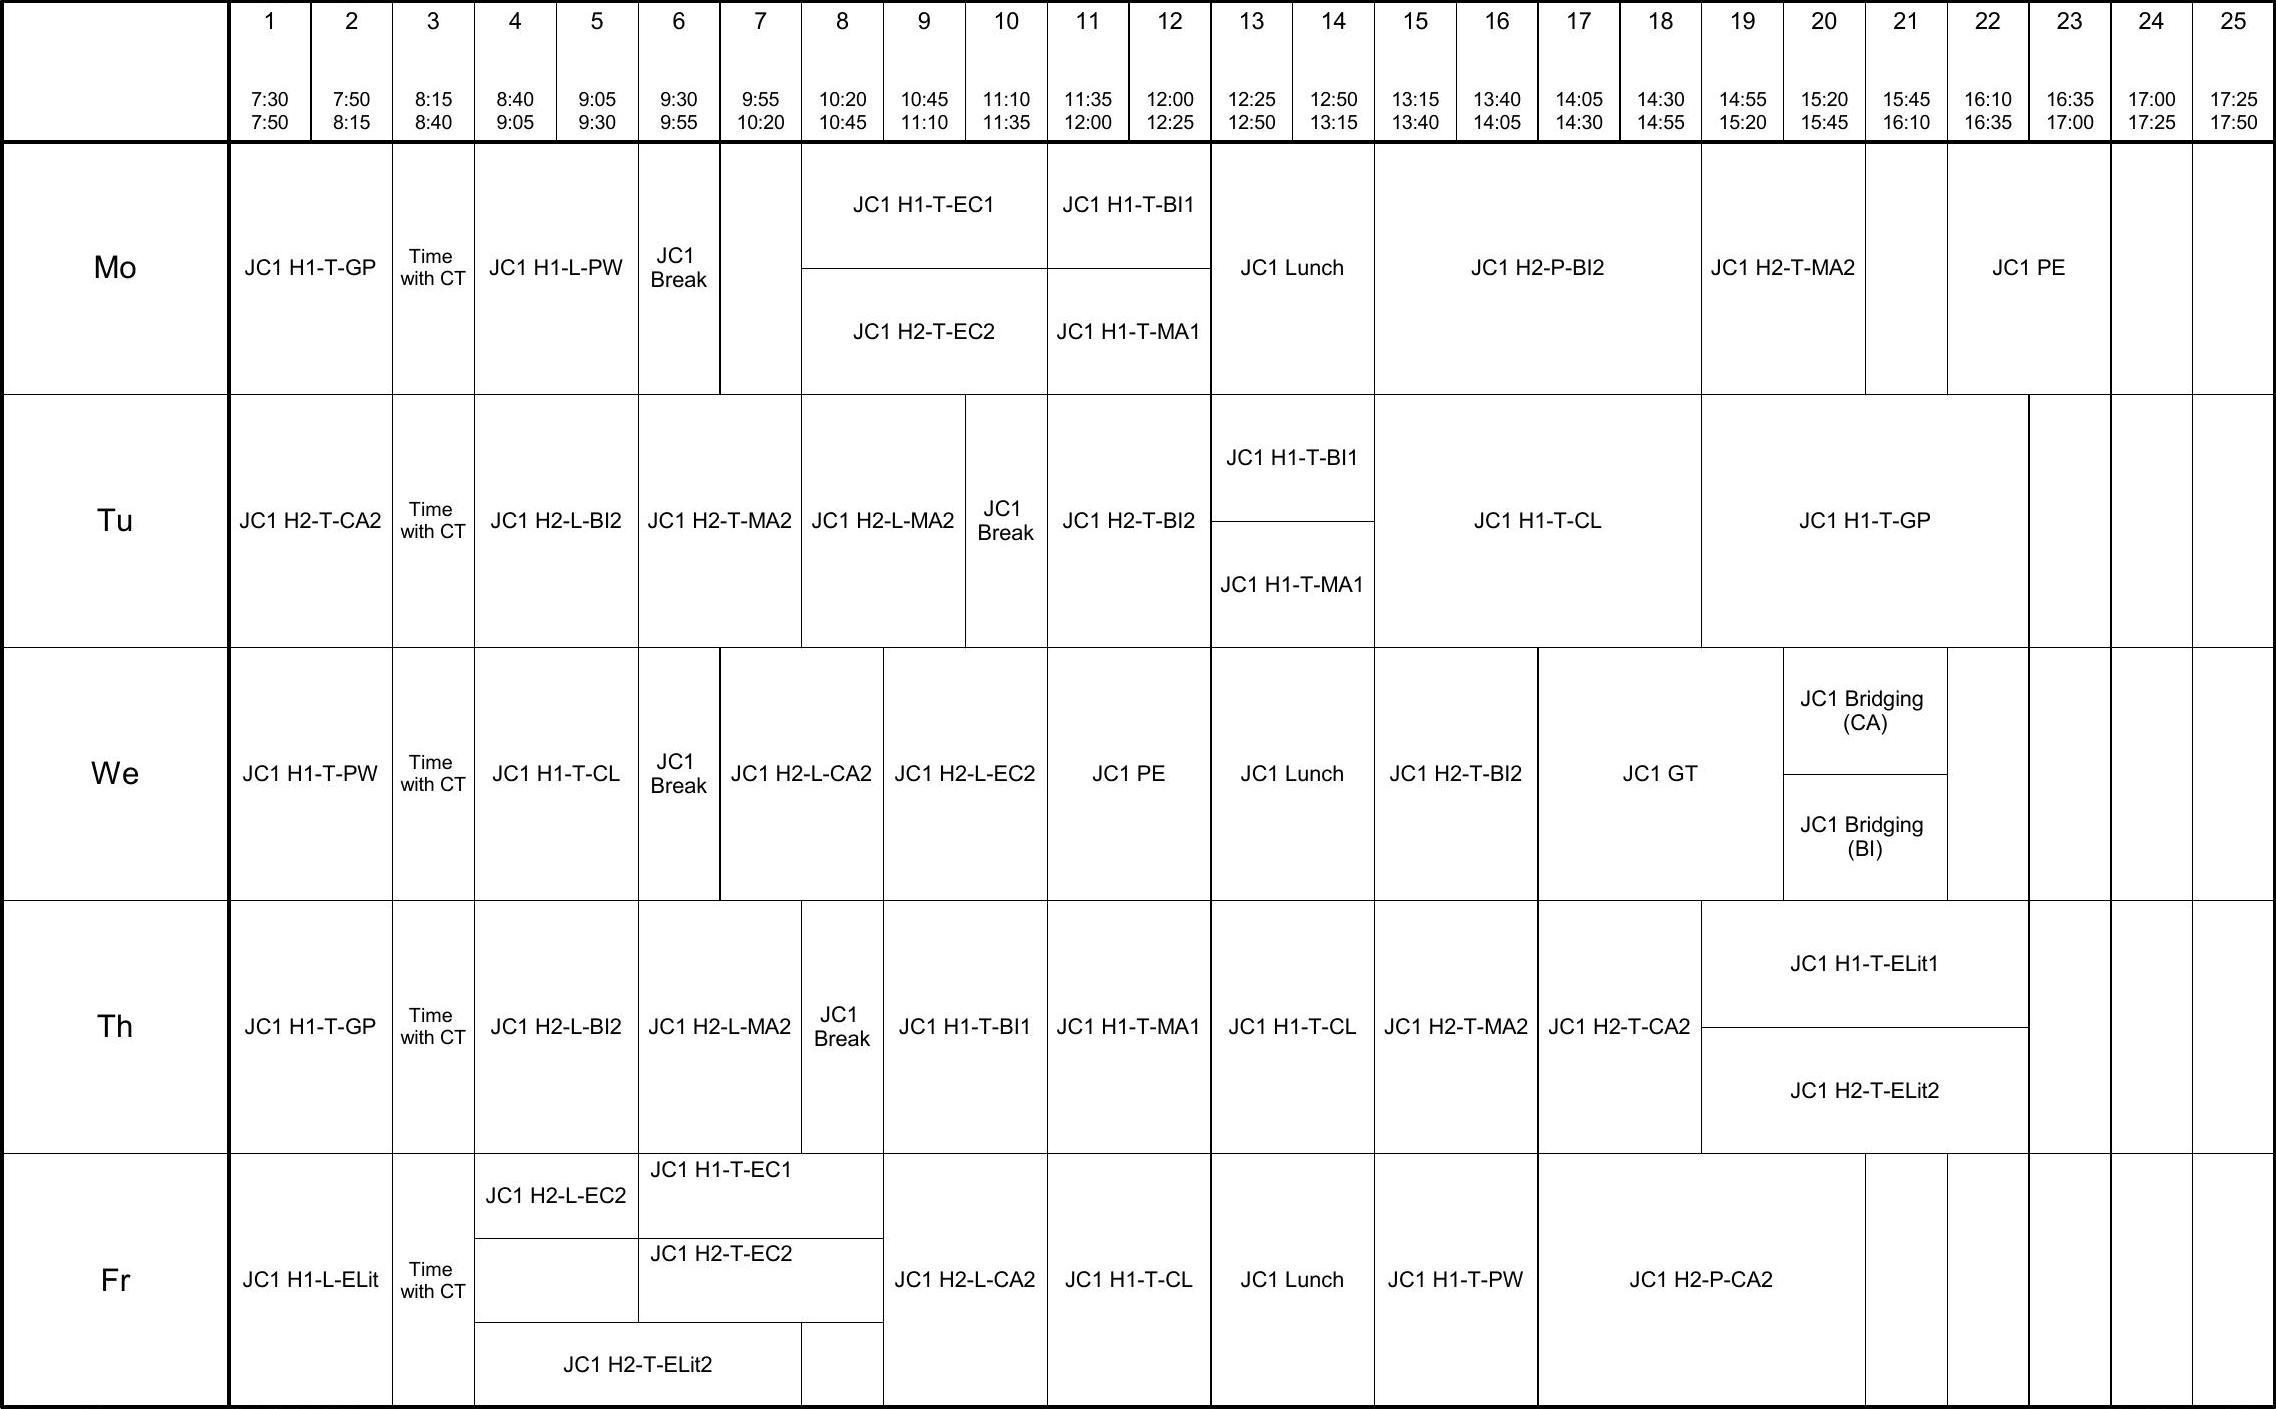 1 2 3 4 5 6 7 8 9 10 11 12 13 14 15 16 17 18 19 20 21 22 23 24 25
7:30 7:50 8:15 8:40 9:05 9:30 9:55 10:20 10:45 11:10 11:35 12:00 12:25 12:50 13:15 13:40 14:05 14:30 14:55 15:20 15:45 16:10 16:35 17:00 17:25
7:50 8:15 8:40 9:05 9:30 9:55 10:20 10:45 11:10 11:35 12:00 12:25 12:50 13:15 13:40 14:05 14:30 14:55 15:20 15:45 16:10 16:35 17:00 17:25 17:50
Mo
JC1 H1-T-GP
Time
with CT
JC1 H1-L-PW
JC1
Break
JC1 H1-T-EC1
JC1 H2-T-EC2
JC1 H1-T-BI1
JC1 H1-T-MA1
JC1 Lunch
JC1 H2-P-BI2
JC1 H2-T-MA2
JC1 PE
Tu
JC1 H2-T-CA2
Time
with CT
JC1 H2-L-BI2
JC1 H2-T-MA2
JC1 H2-L-MA2
JC1
Break
JC1 H2-T-BI2
JC1 H1-T-BI1
JC1 H1-T-MA1
JC1 H1-T-CL
JC1 H1-T-GP
We
JC1 H1-T-PW
Time
with CT
JC1 H1-T-CL
JC1
Break
JC1 H2-L-CA2
JC1 H2-L-EC2
JC1 PE
JC1 Lunch
JC1 H2-T-BI2
JC1 GT
JC1 Bridging
(CA)
JC1 Bridging
(BI)
Th
JC1 H1-T-GP
Time
with CT
JC1 H2-L-BI2
JC1 H2-L-MA2
JC1
Break
JC1 H1-T-BI1
JC1 H1-T-MA1
JC1 H1-T-CL
JC1 H2-T-MA2
JC1 H2-T-CA2
JC1 H1-T-ELit1
JC1 H2-T-ELit2
Fr
JC1 H1-L-ELit
Time
with CT
JC1 H2-L-EC2
JC1 H1-T-EC1
JC1 H2-T-EC2
JC1 H2-T-ELit2
JC1 H2-L-CA2
JC1 H1-T-CL
JC1 Lunch
JC1 H1-T-PW
JC1 H2-P-CA2